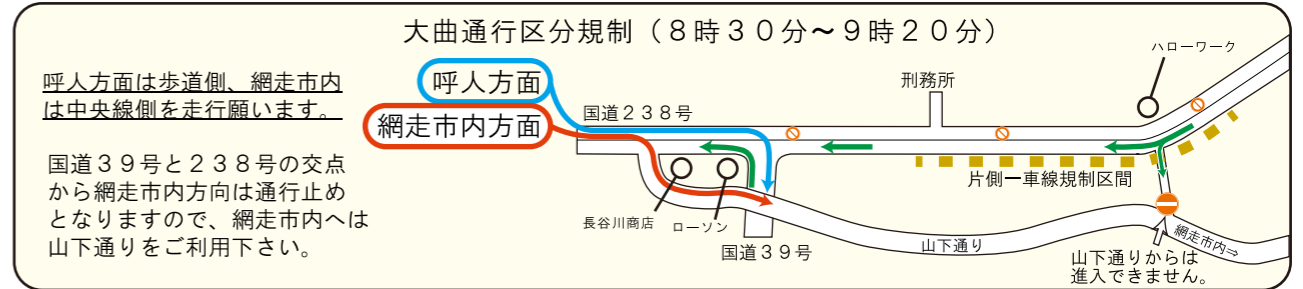 大曲通行区分規制（８時３０分～９時２０分）
呼人方面は歩道側、網走市内
は中央線側を走行願います。
国道３９号と２３８号の交点
から網走市内方向は通行止め
となりますので、網走市内へは
山下通りをご利用下さい。
呼人方面
網走市内方面
国道２３８号
刑務所
ハローワーク
片側一車線規制区間
長谷川商店
ローソン
国道３９号
山下通り
網走市内⇒
山下通りからは
進入できません。